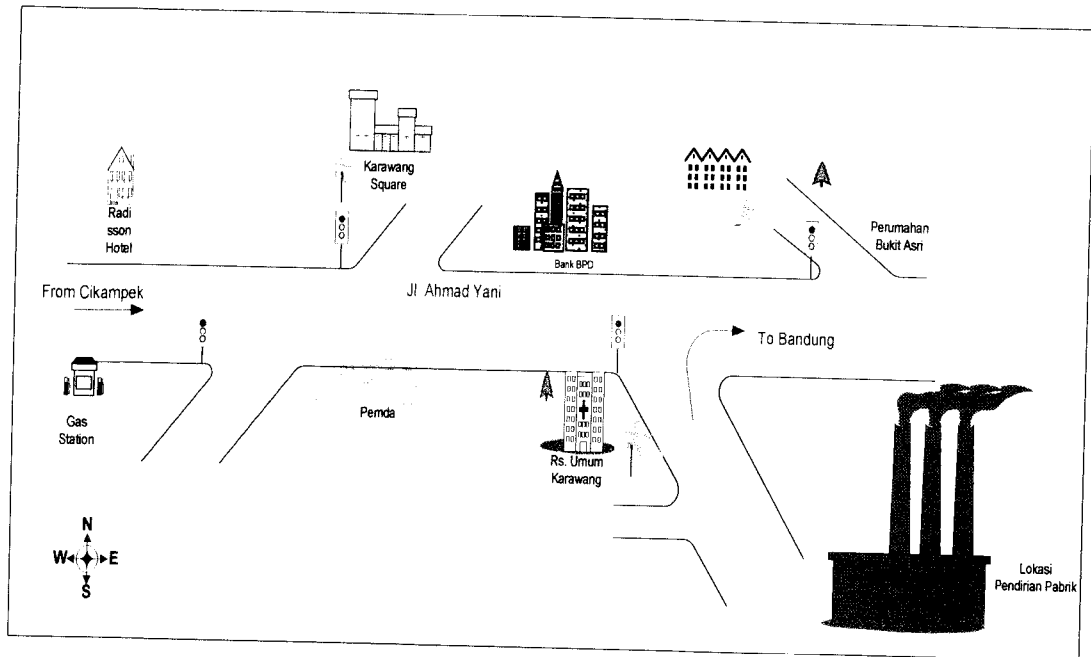 Karawang
Square
Radi
sson
Hotel
Perumahan
Bukit Asri
Bank BPD
From Cikampek
Jl Ahmad Yani
To Bandung
Gas
Station
Pemda
Rs. Umum
Karawang
N
W
E
S
Lokasi
Pendirian Pabrik